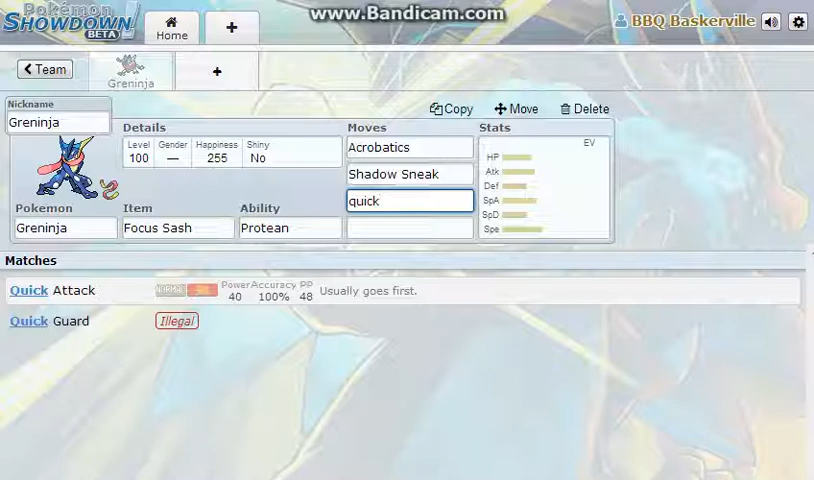 www.Bandicam.com
Pokémon
SHOWDOWN
BETA
Home
+
BBQ Baskerville
Team
Greninja
+
Copy
Move
Delete
Nickname
Greninja
Details
Level
100
Gender
—
Happiness
255
Shiny
No
Moves
Acrobatics
Shadow Sneak
quick
Stats
EV
HP
Atk
Def
SpA
SpD
Spe
Pokemon
Greninja
Item
Focus Sash
Ability
Protean
Matches
Quick Attack
NORMAL
Power
40
Accuracy
100%
PP
48
Usually goes first.
Quick Guard
Illegal